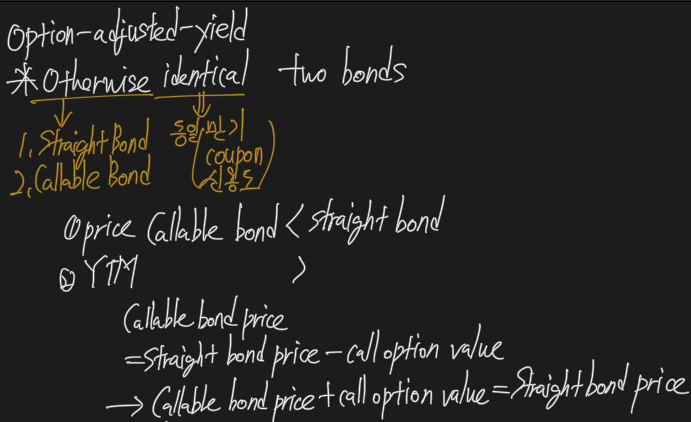 Option-adjusted-yield
* Otherwise identical two bonds
1. Straight Bond
2. Callable Bond
동일 (만기
coupon
신용도)
① price Callable bond < straight bond
② YTM >
Callable bond price
= Straight bond price - call option value
→ Callable bond price + call option value = Straight bond price